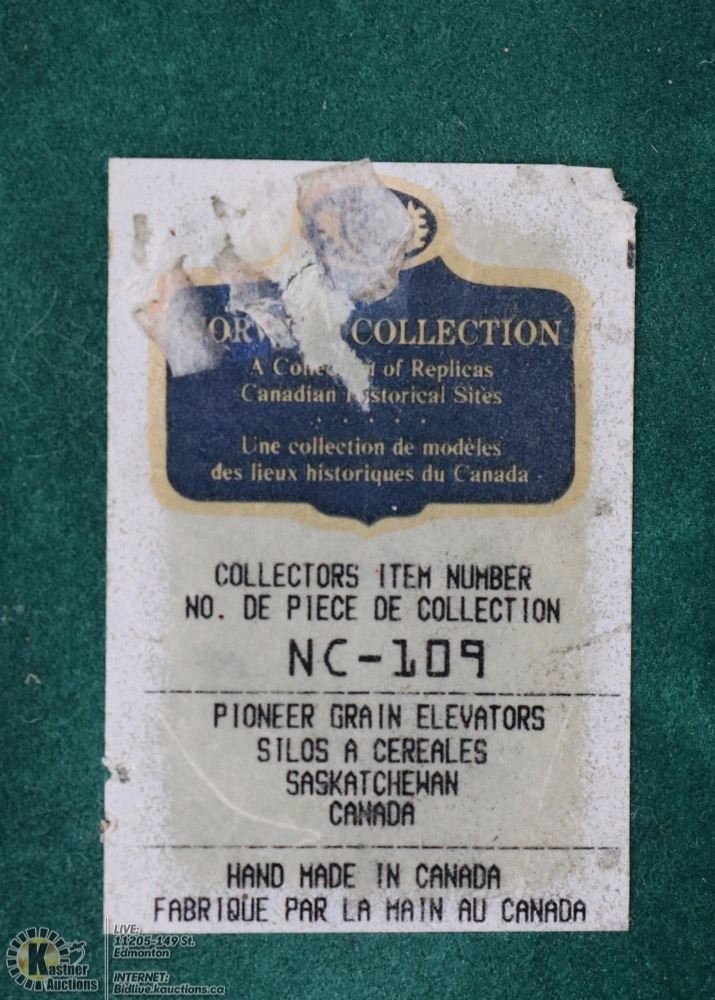 COLLECTION
A of Replicas
Canadian Historical Sites
Une collection de modèles
des lieux historiques du Canada
COLLECTORS ITEM NUMBER
NO. DE PIECE DE COLLECTION
NC-109
PIONEER GRAIN ELEVATORS
SILOS A CEREALES
SASKATCHEWAN
CANADA
HAND MADE IN CANADA
FABRIQUE PAR LA MAIN AU CANADA
Kastner
Auctions
LIVE:
11205-149 St.
Edmonton
INTERNET:
Bidlive.kauctions.ca